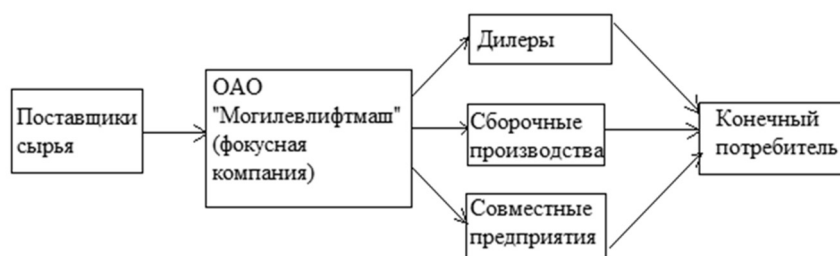 Поставщики
сырья
ОАО
"Могилевлифтмаш"
(фокусная
компания)
Дилеры
Сборочные
производства
Совместные
предприятия
Конечный
потребитель